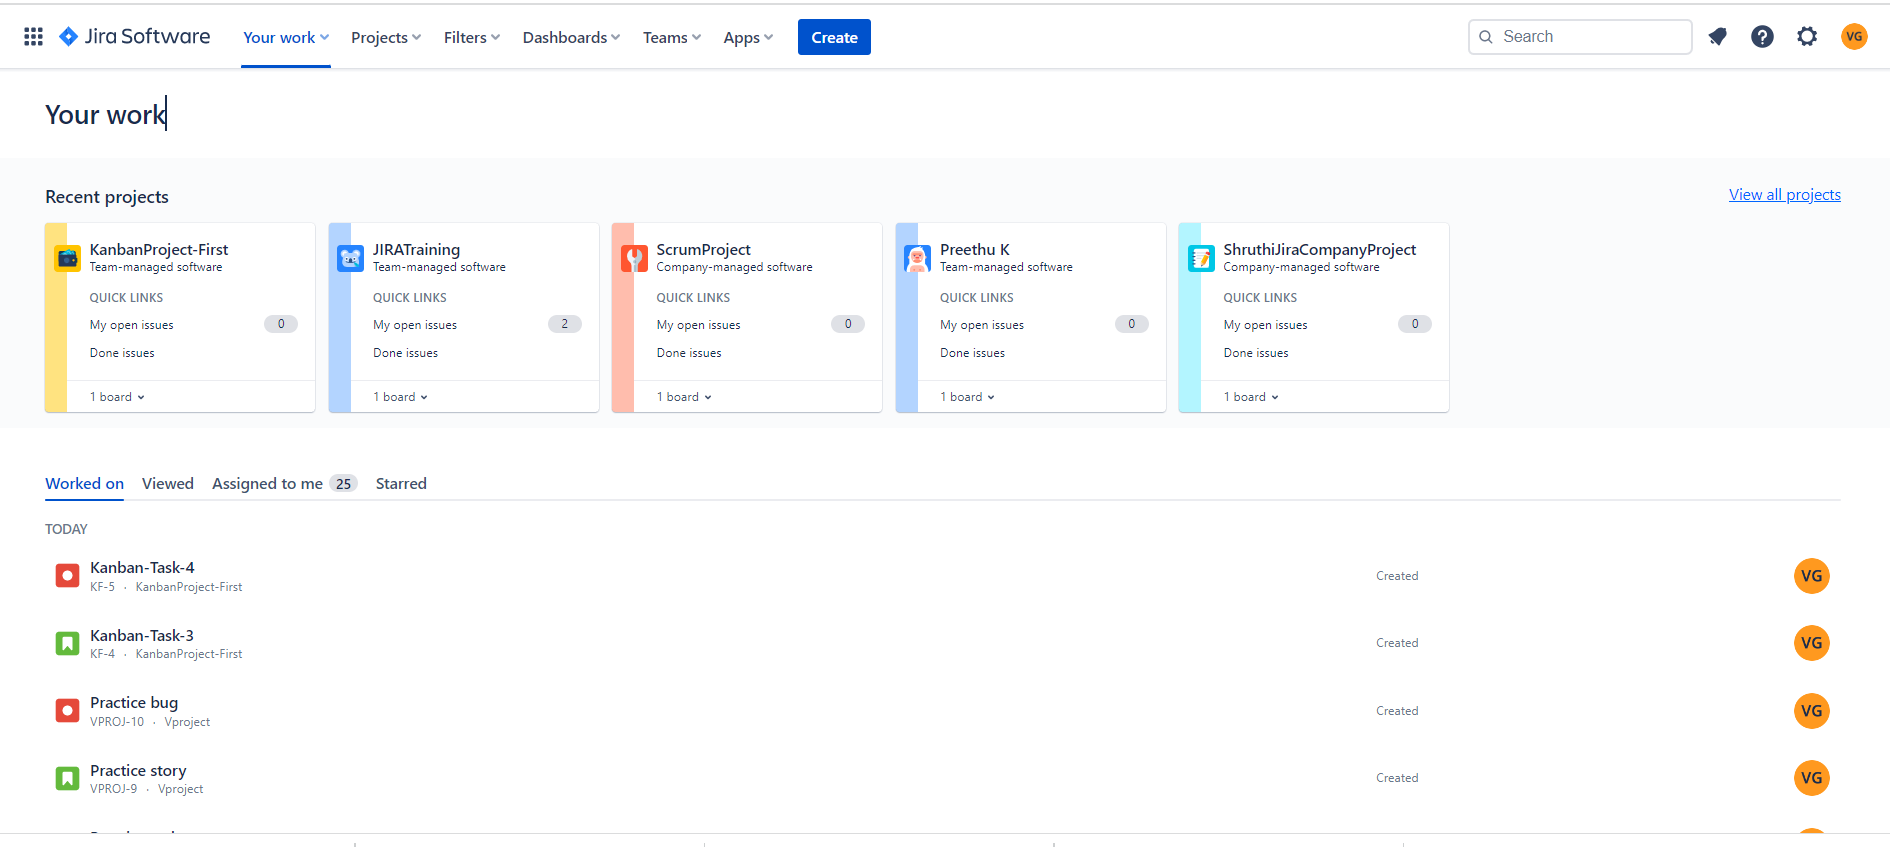 Jira Software Your work Projects Filters Dashboards Teams Apps Create Search VG
Your work
Recent projects View all projects
KanbanProject-First
Team-managed software
QUICK LINKS
My open issues 0
Done issues
1 board
JIRATraining
Team-managed software
QUICK LINKS
My open issues 2
Done issues
1 board
ScrumProject
Company-managed software
QUICK LINKS
My open issues 0
Done issues
1 board
Preethu K
Team-managed software
QUICK LINKS
My open issues 0
Done issues
1 board
ShruthiJiraCompanyProject
Company-managed software
QUICK LINKS
My open issues 0
Done issues
1 board
Worked on Viewed Assigned to me 25 Starred
TODAY
Kanban-Task-4
KF-5 · KanbanProject-First Created VG
Kanban-Task-3
KF-4 · KanbanProject-First Created VG
Practice bug
VPROJ-10 · Vproject Created VG
Practice story
VPROJ-9 · Vproject Created VG